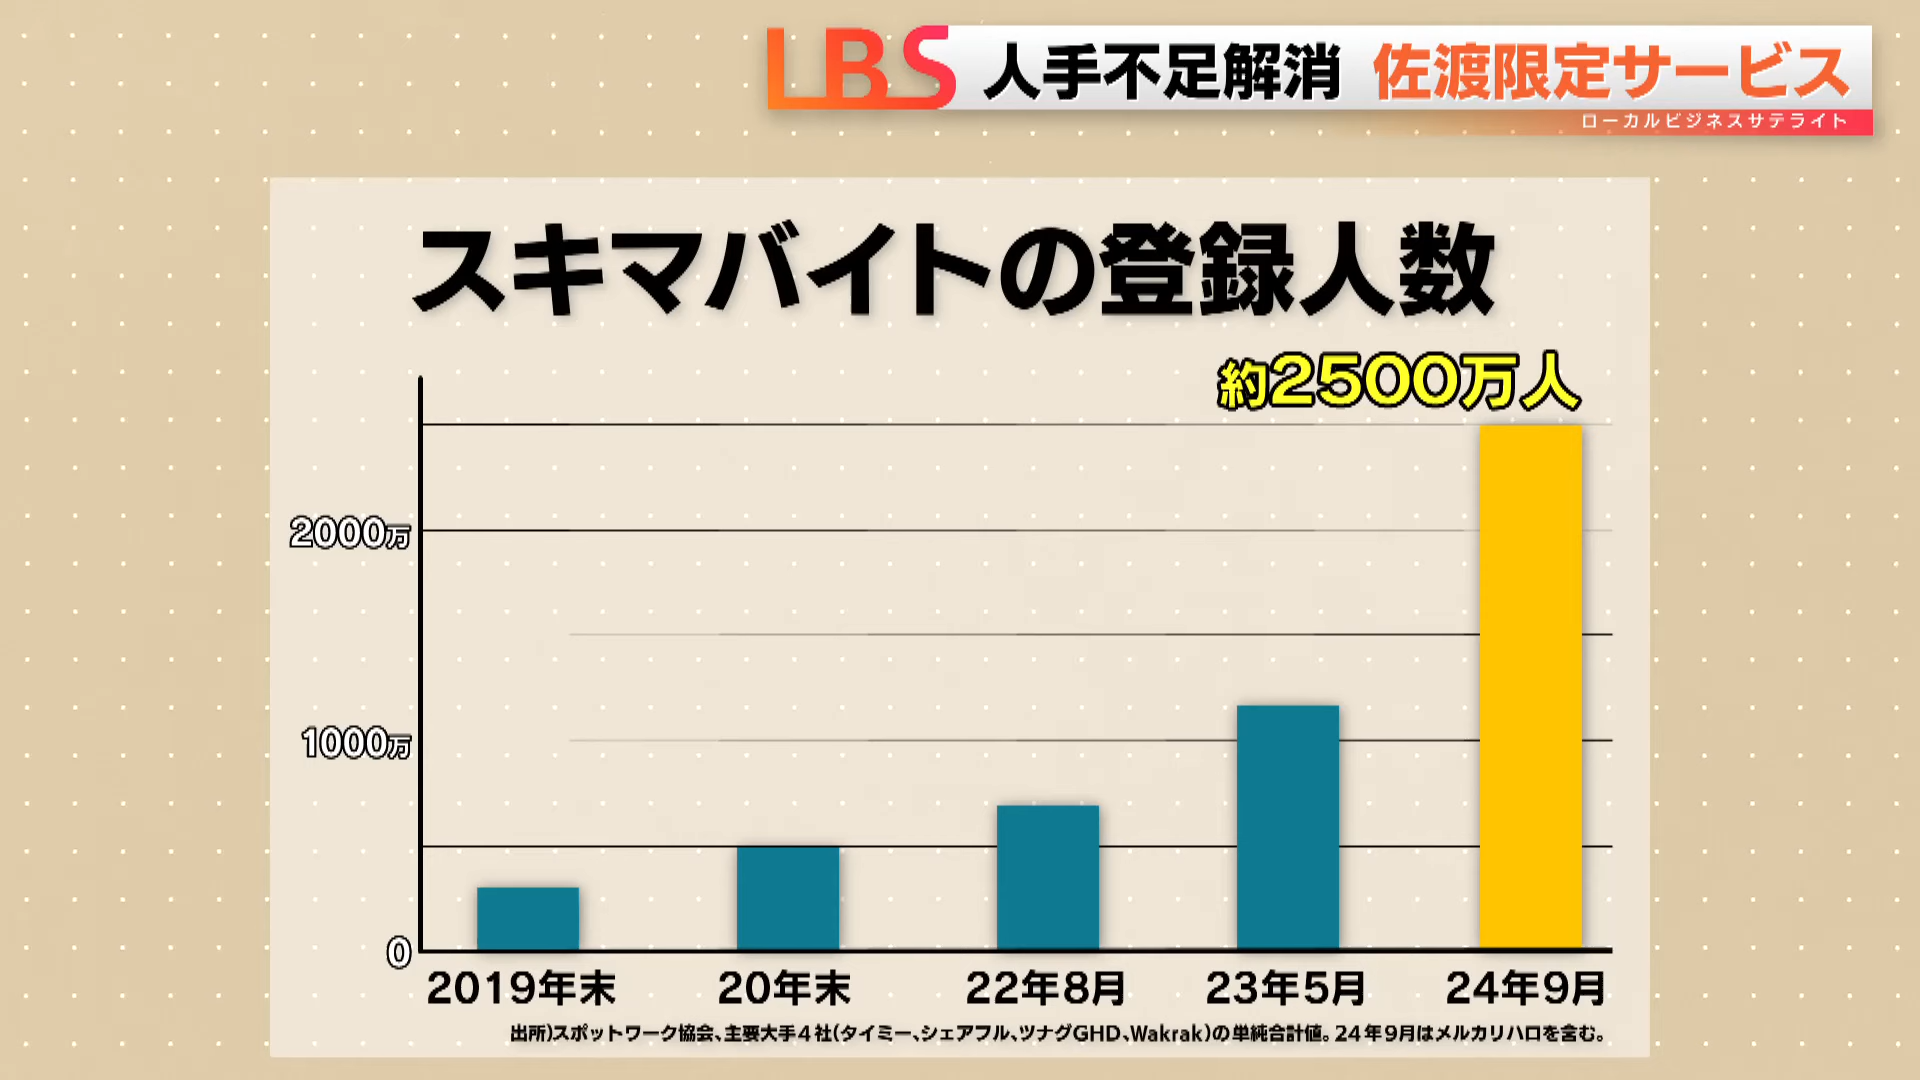 LBS 人手不足解消 佐渡限定サービス
ローカルビジネスサテライト
スキマバイトの登録人数
約2500万人
2000万
1000万
0
2019年末 20年末 22年8月 23年5月 24年9月
出所)スポットワーク協会、主要大手4社(タイミー、シェアフル、ツナグGHD、Wakrak)の単純合計値。24年9月はメルカリハロを含む。